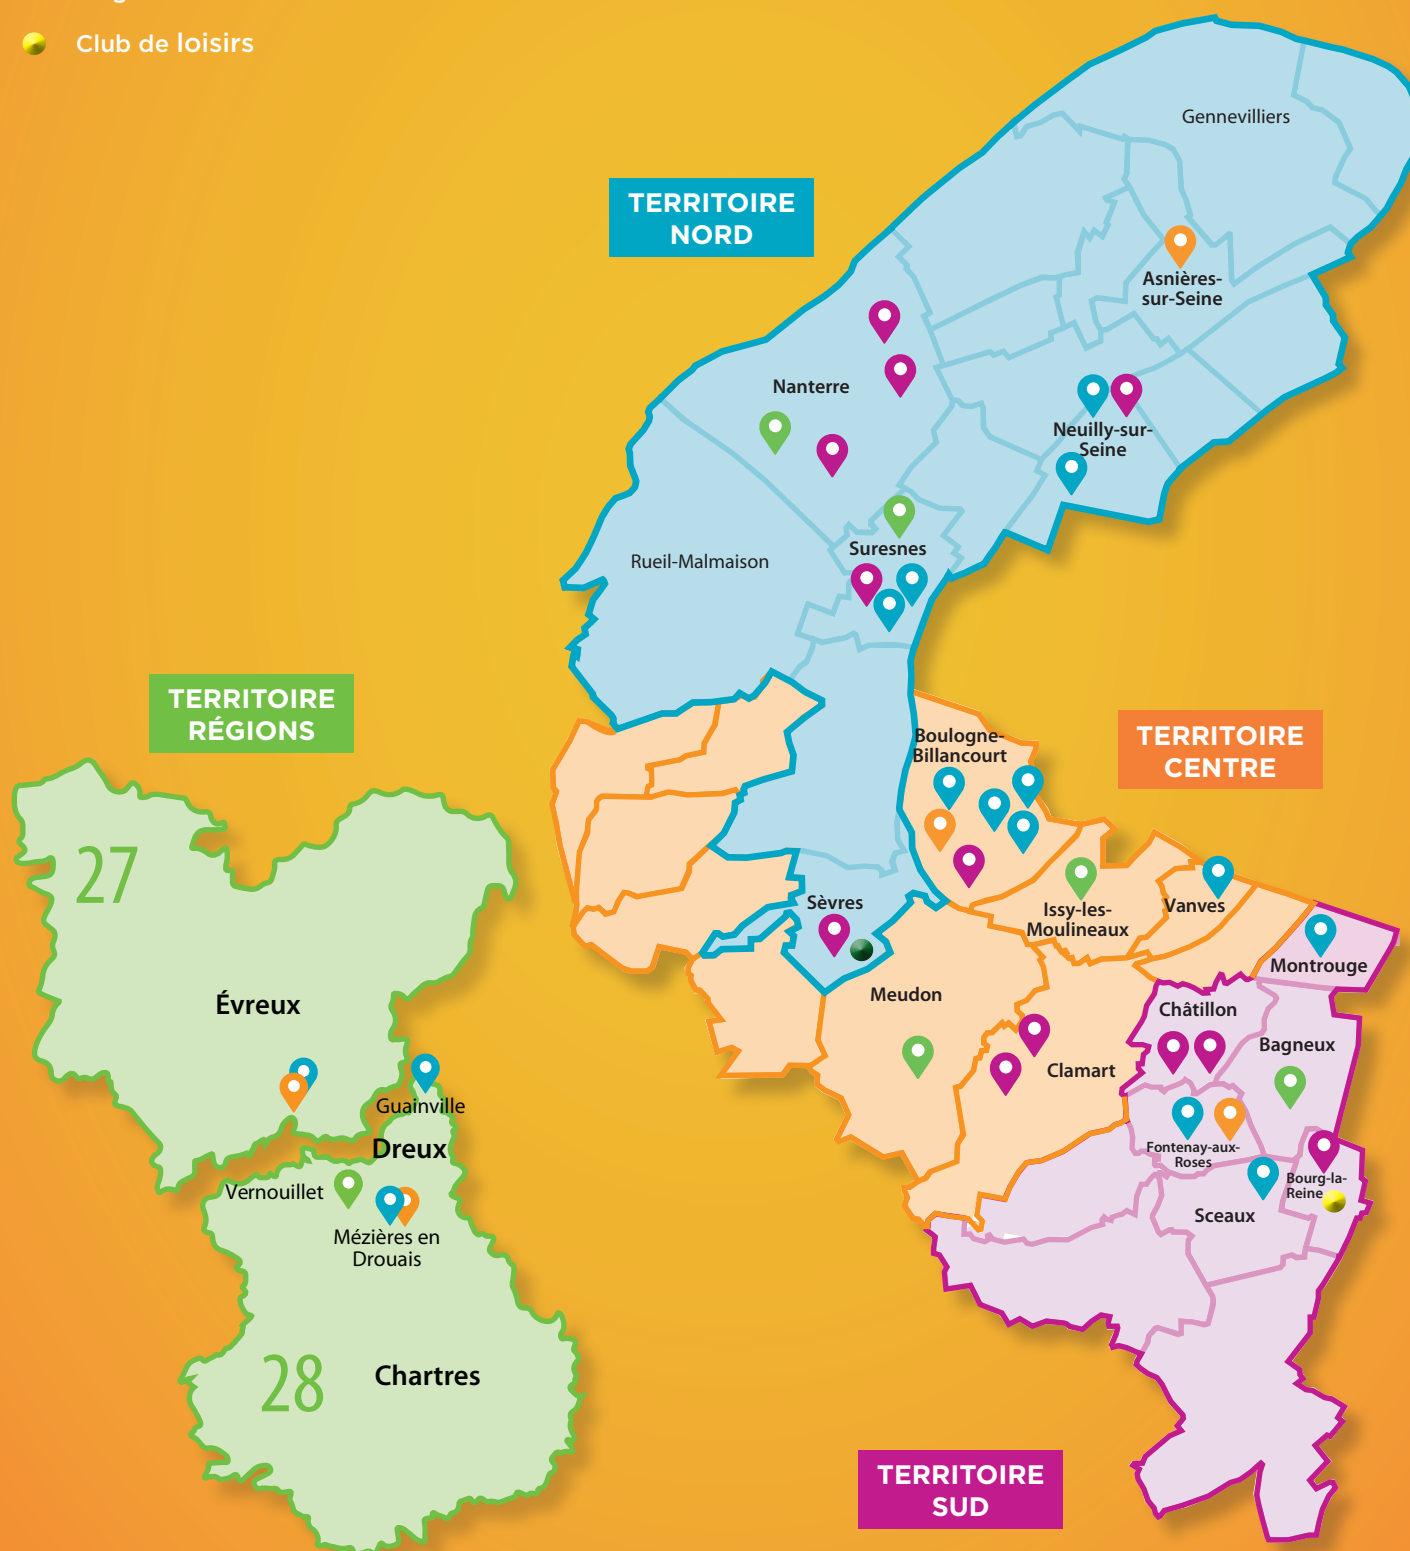 Club de loisirs
Gennevilliers
TERRITOIRE
NORD
Asnières-
sur-Seine
Nanterre
Neuilly-sur-
Seine
Suresnes
Rueil-Malmaison
TERRITOIRE
RÉGIONS
TERRITOIRE
CENTRE
Boulogne-
Billancourt
27
Sèvres
Issy-les-
Moulineaux
Vanves
Montrouge
Meudon
Évreux
Châtillon
Bagneux
Clamart
Guainville
Dreux
Fontenay-aux-
Roses
Bourg-la-
Reine
Vernouillet
Sceaux
Mézières en
Drouais
28
Chartres
TERRITOIRE
SUD